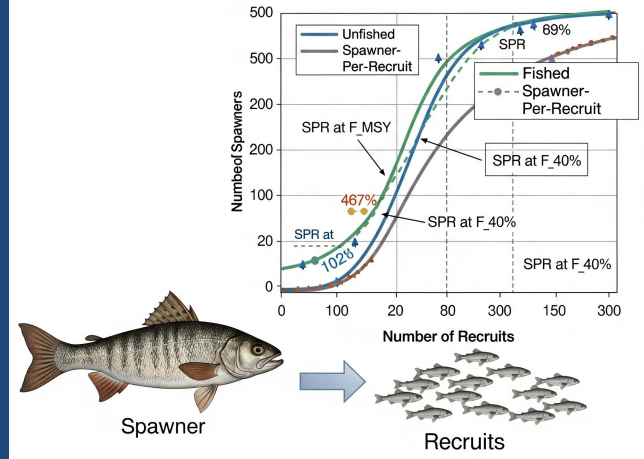 500
500
200
200
100
20
0
Numbeof Spawners
Unfished
Spawner-
Per-Recruit
69%
SPR
Fished
Spawner-
Per-Recruit
SPR at F_MSY
SPR at F_40%
467%
SPR at F_40%
SPR at
SPR at F_40%
0
100
20
80
300
150
300
Number of Recruits
Spawner
Recruits